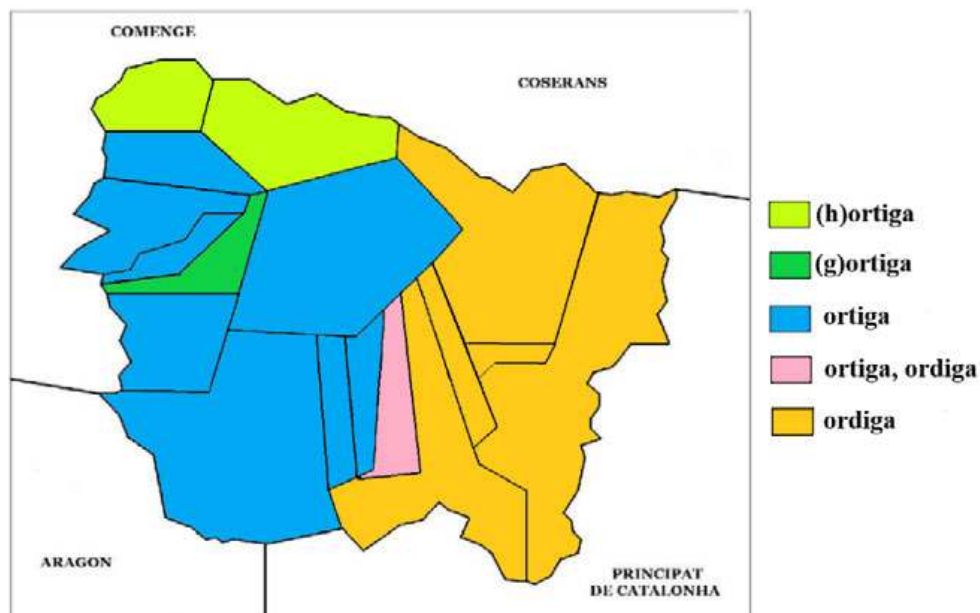 COMENGE
COSERANS
(h)ortiga
(g)ortiga
ortiga
ortiga, ordiga
ordiga
ARAGON
PRINCIPAT
DE CATALONHA